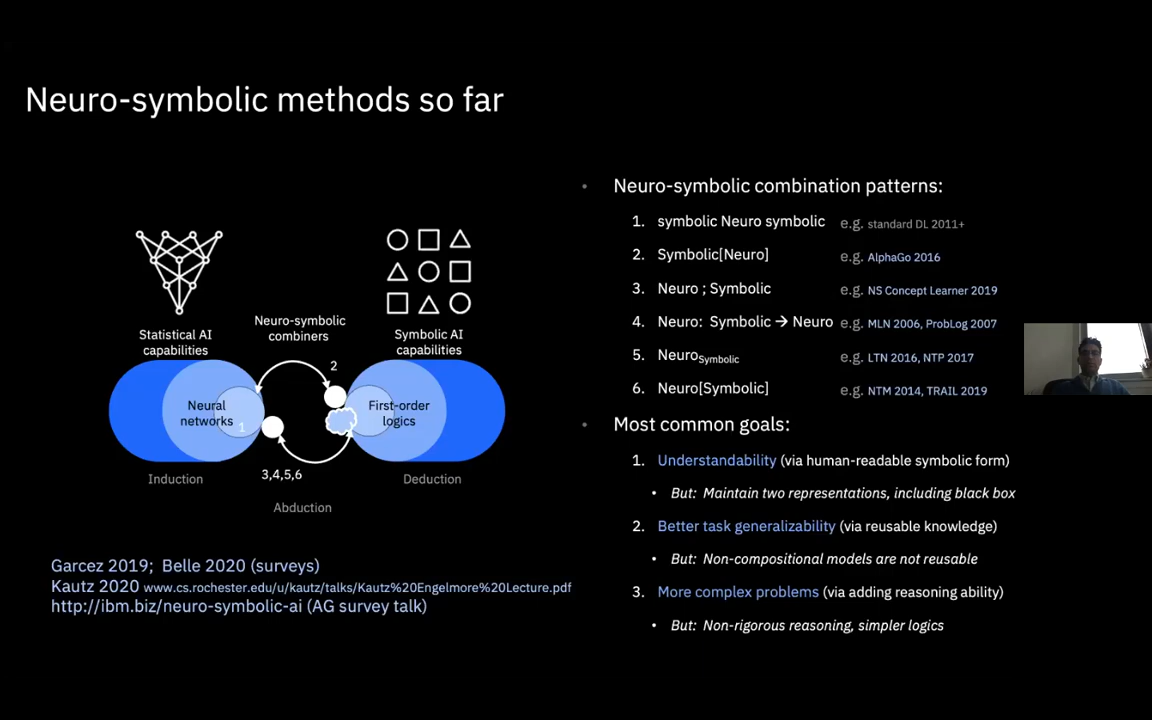 Neuro-symbolic methods so far
Statistical AI
capabilities
Neuro-symbolic
combiners
Symbolic AI
capabilities
2
Neural
networks
1
First-order
logics
3,4,5,6
Induction
Deduction
Abduction
Garcez 2019; Belle 2020 (surveys)
Kautz 2020 www.cs.rochester.edu/u/kautz/talks/Kautz%20Engelmore%20Lecture.pdf
http://ibm.biz/neuro-symbolic-ai (AG survey talk)
• Neuro-symbolic combination patterns:
1. symbolic Neuro symbolic e.g. standard DL 2011+
2. Symbolic[Neuro] e.g. AlphaGo 2016
3. Neuro ; Symbolic e.g. NS Concept Learner 2019
4. Neuro: Symbolic → Neuro e.g. MLN 2006, ProbLog 2007
5. NeuroSymbolic e.g. LTN 2016, NTP 2017
6. Neuro[Symbolic] e.g. NTM 2014, TRAIL 2019
• Most common goals:
1. Understandability (via human-readable symbolic form)
• But: Maintain two representations, including black box
2. Better task generalizability (via reusable knowledge)
• But: Non-compositional models are not reusable
3. More complex problems (via adding reasoning ability)
• But: Non-rigorous reasoning, simpler logics